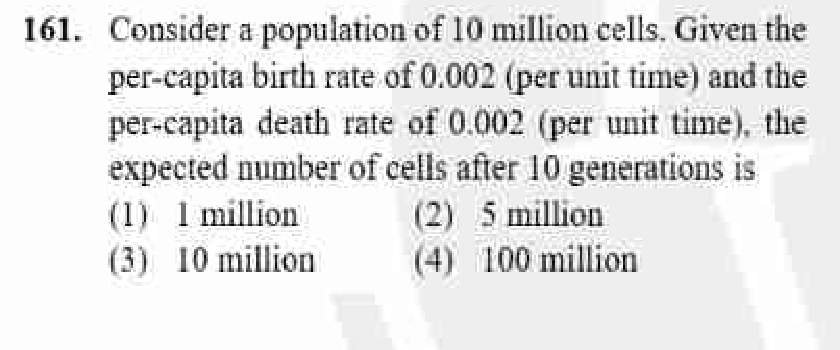 161. Consider a population of 10 million cells. Given the
per-capita birth rate of 0.002 (per unit time) and the
per-capita death rate of 0.002 (per unit time), the
expected number of cells after 10 generations is
(1) 1 million (2) 5 million
(3) 10 million (4) 100 million